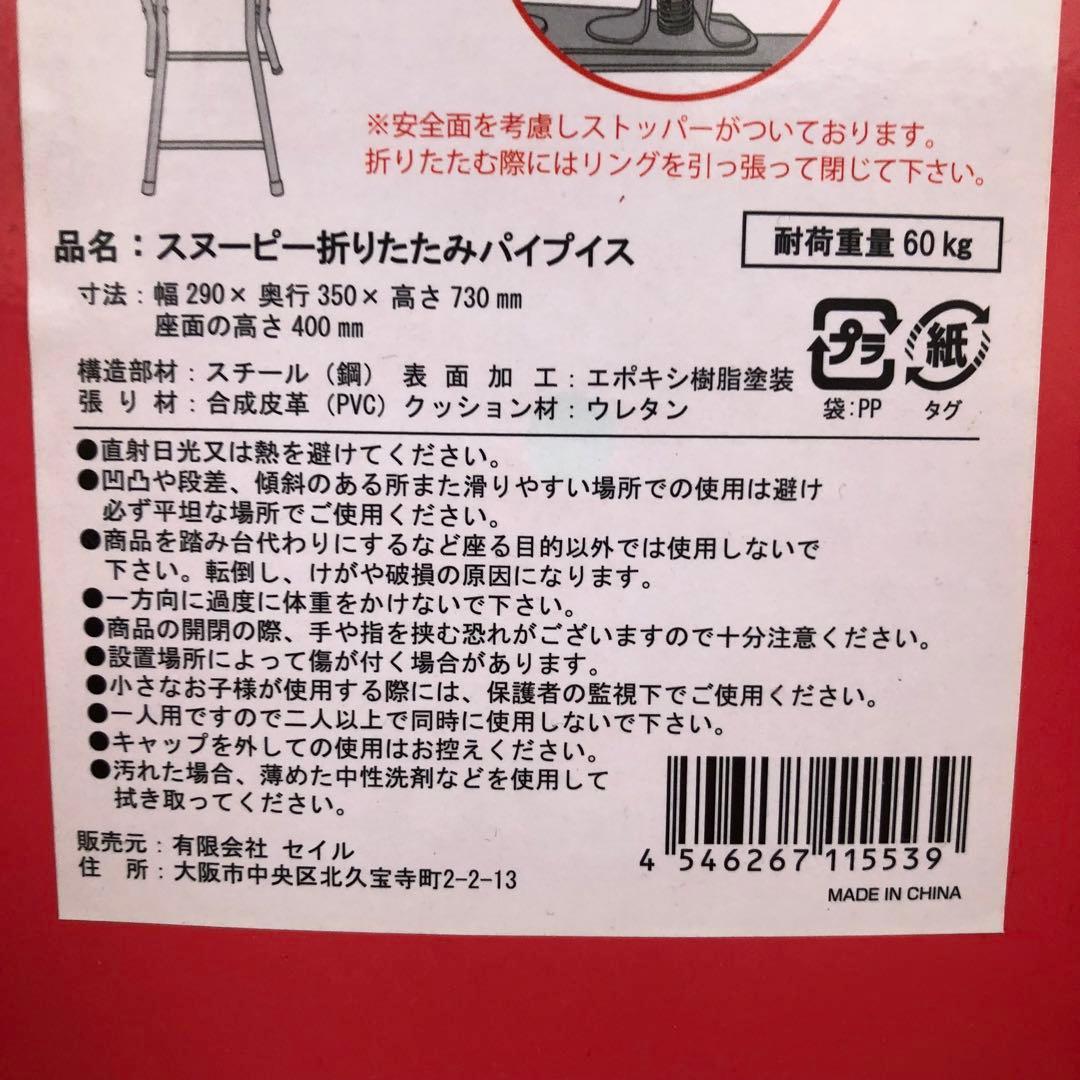 ※安全面を考慮しストッパーがついております。
折りたたむ際にはリングを引っ張って閉じて下さい。
品名：スヌーピー折りたたみパイプイス
耐荷重量 60㎏
寸法：幅 290× 奥行 350× 高さ 730㎜
座面の高さ 400㎜
構造部材：スチール（鋼） 表面加工：エポキシ樹脂塗装
張り材：合成皮革（PVC）クッション材：ウレタン
プラ
紙
袋:PP
タグ
●直射日光又は熱を避けてください。
●凹凸や段差、傾斜のある所また滑りやすい場所での使用は避け
必ず平坦な場所でご使用ください。
●商品を踏み台代わりにするなど座る目的以外では使用しないで
下さい。転倒し、けがや破損の原因になります。
●一方向に過度に体重をかけないで下さい。
●商品の開閉の際、手や指を挟む恐れがございますので十分注意ください。
●設置場所によって傷が付く場合があります。
●小さなお子様が使用する際には、保護者の監視下でご使用ください。
●一人用ですので二人以上で同時に使用しないで下さい。
●キャップを外しての使用はお控えください。
●汚れた場合、薄めた中性洗剤などを使用して
拭き取ってください。
販売元：有限会社 セイル
住 所：大阪市中央区北久宝寺町2-2-13
4 546267 115539
MADE IN CHINA